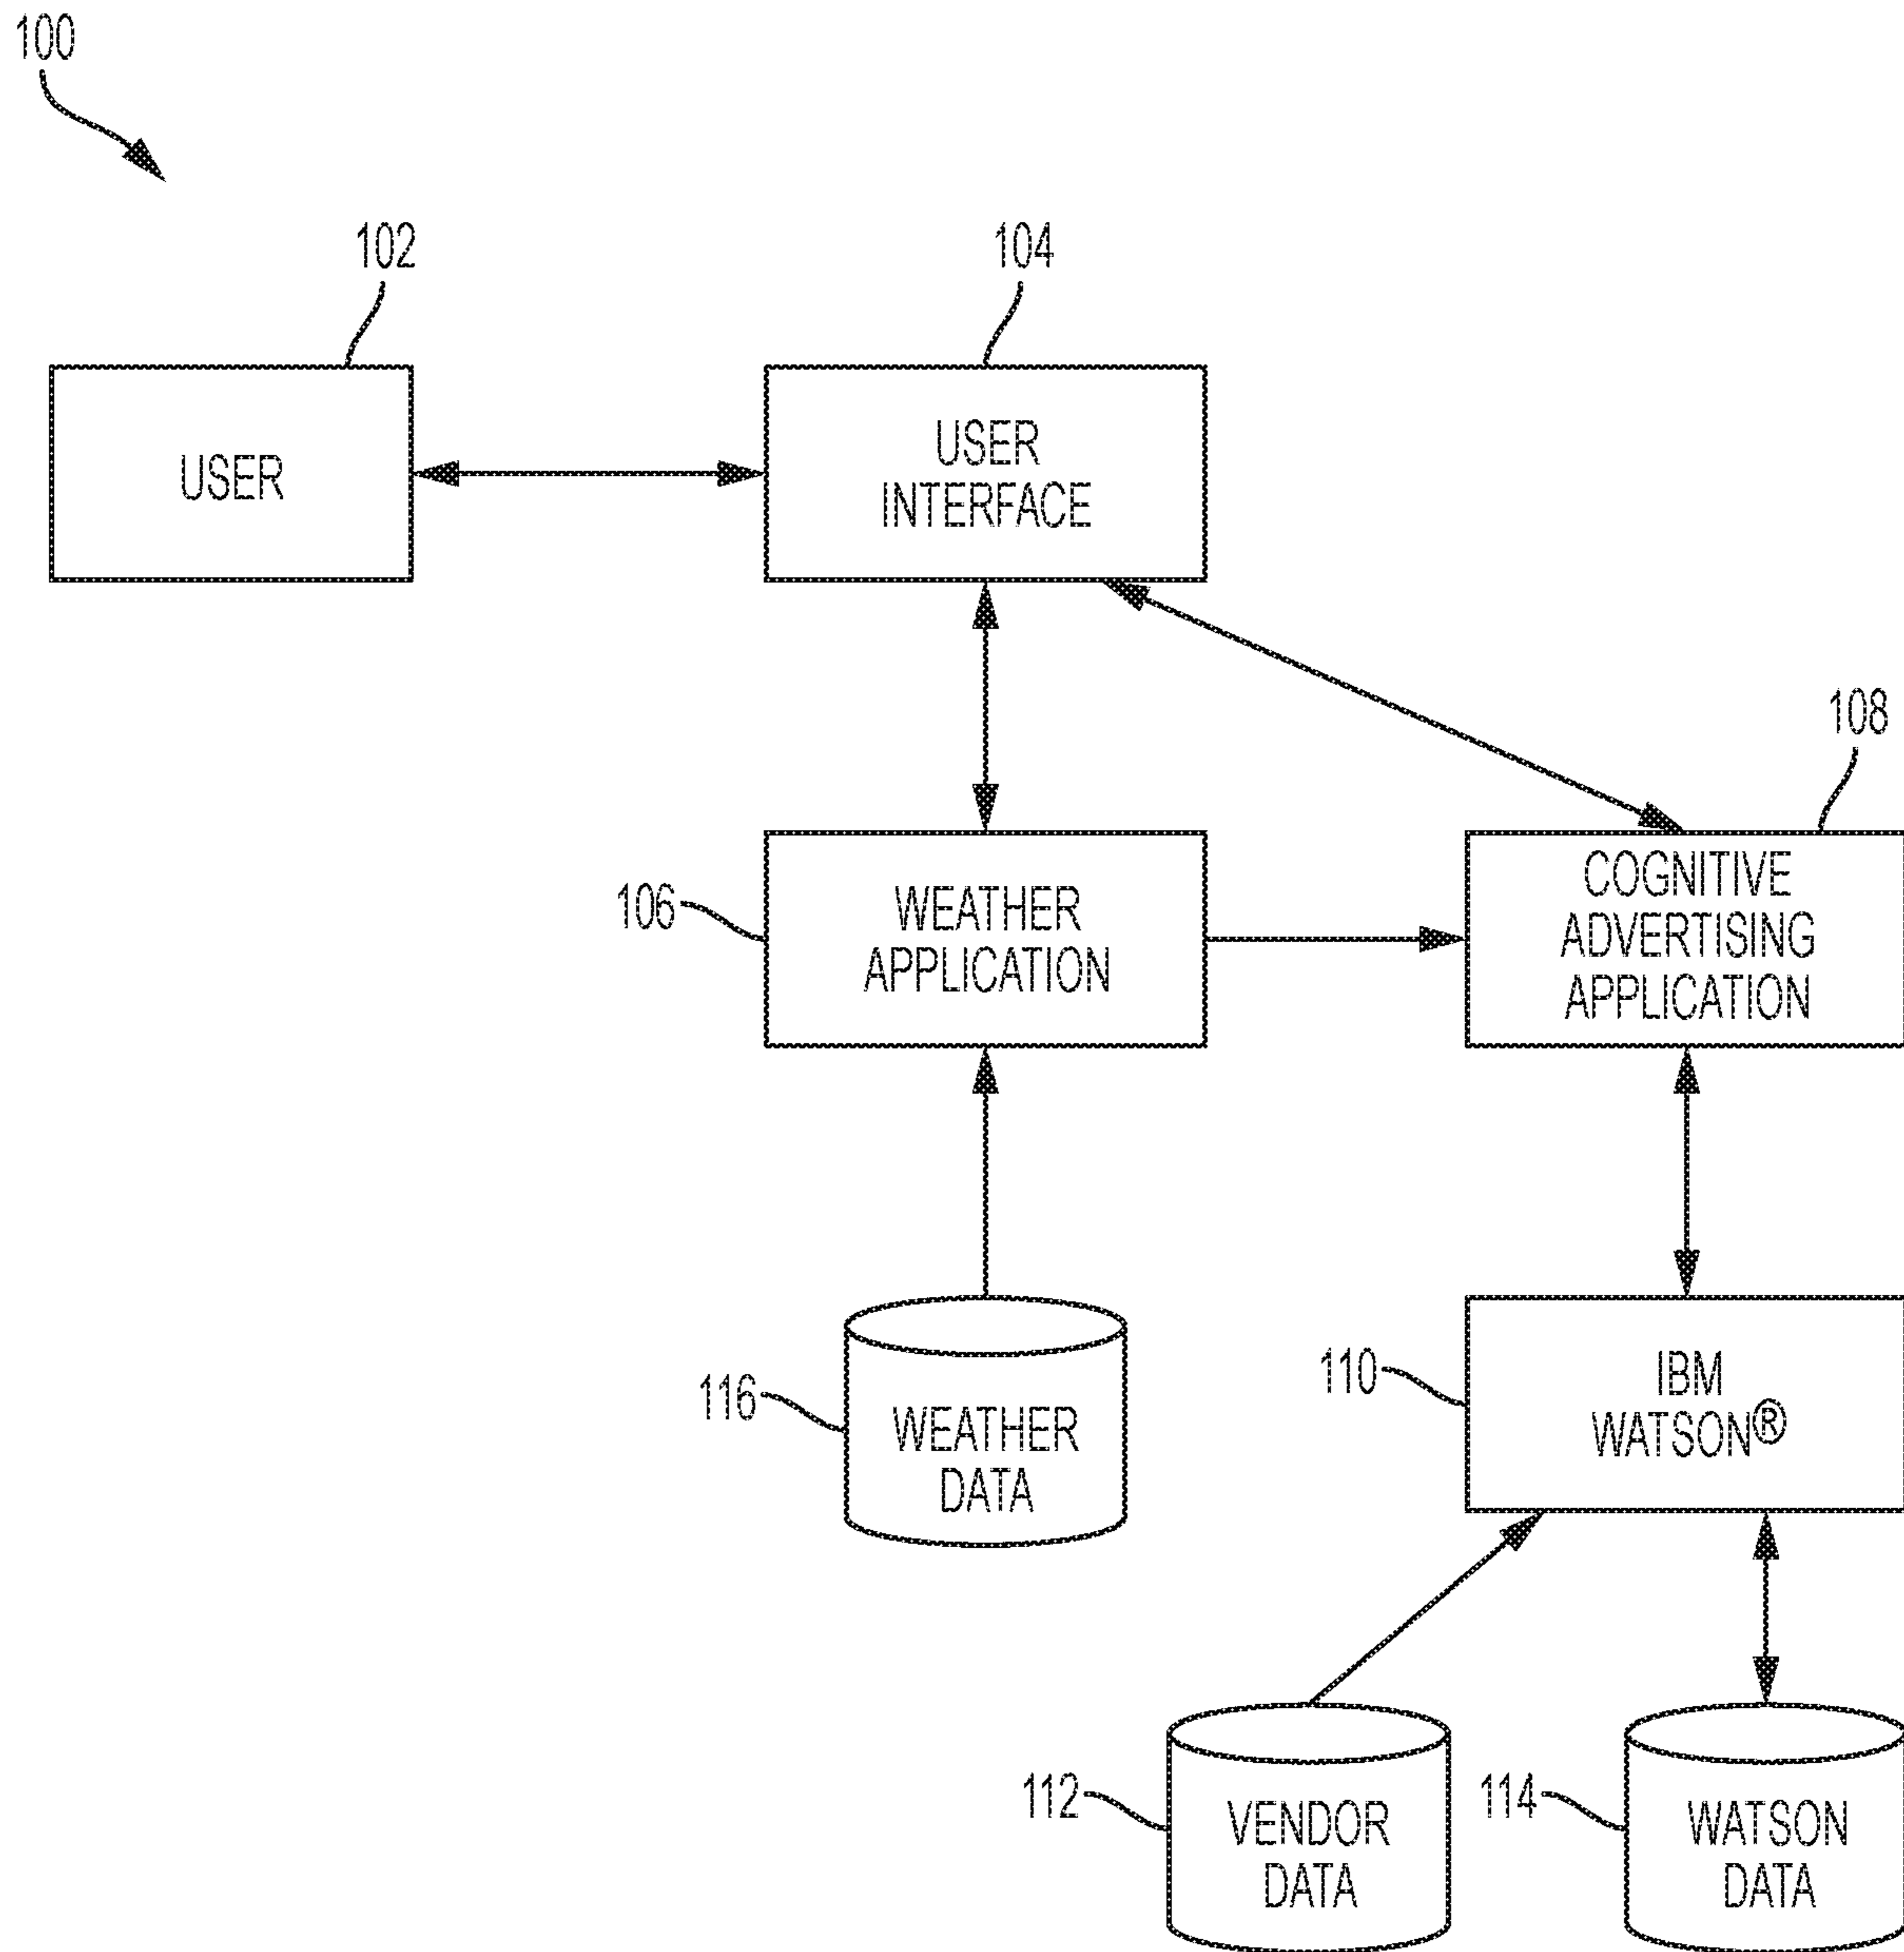 100
102
104
USER
USER
INTERFACE
108
106
WEATHER
APPLICATION
COGNITIVE
ADVERTISING
APPLICATION
116
WEATHER
DATA
110
IBM
WATSON®
112
VENDOR
DATA
114
WATSON
DATA